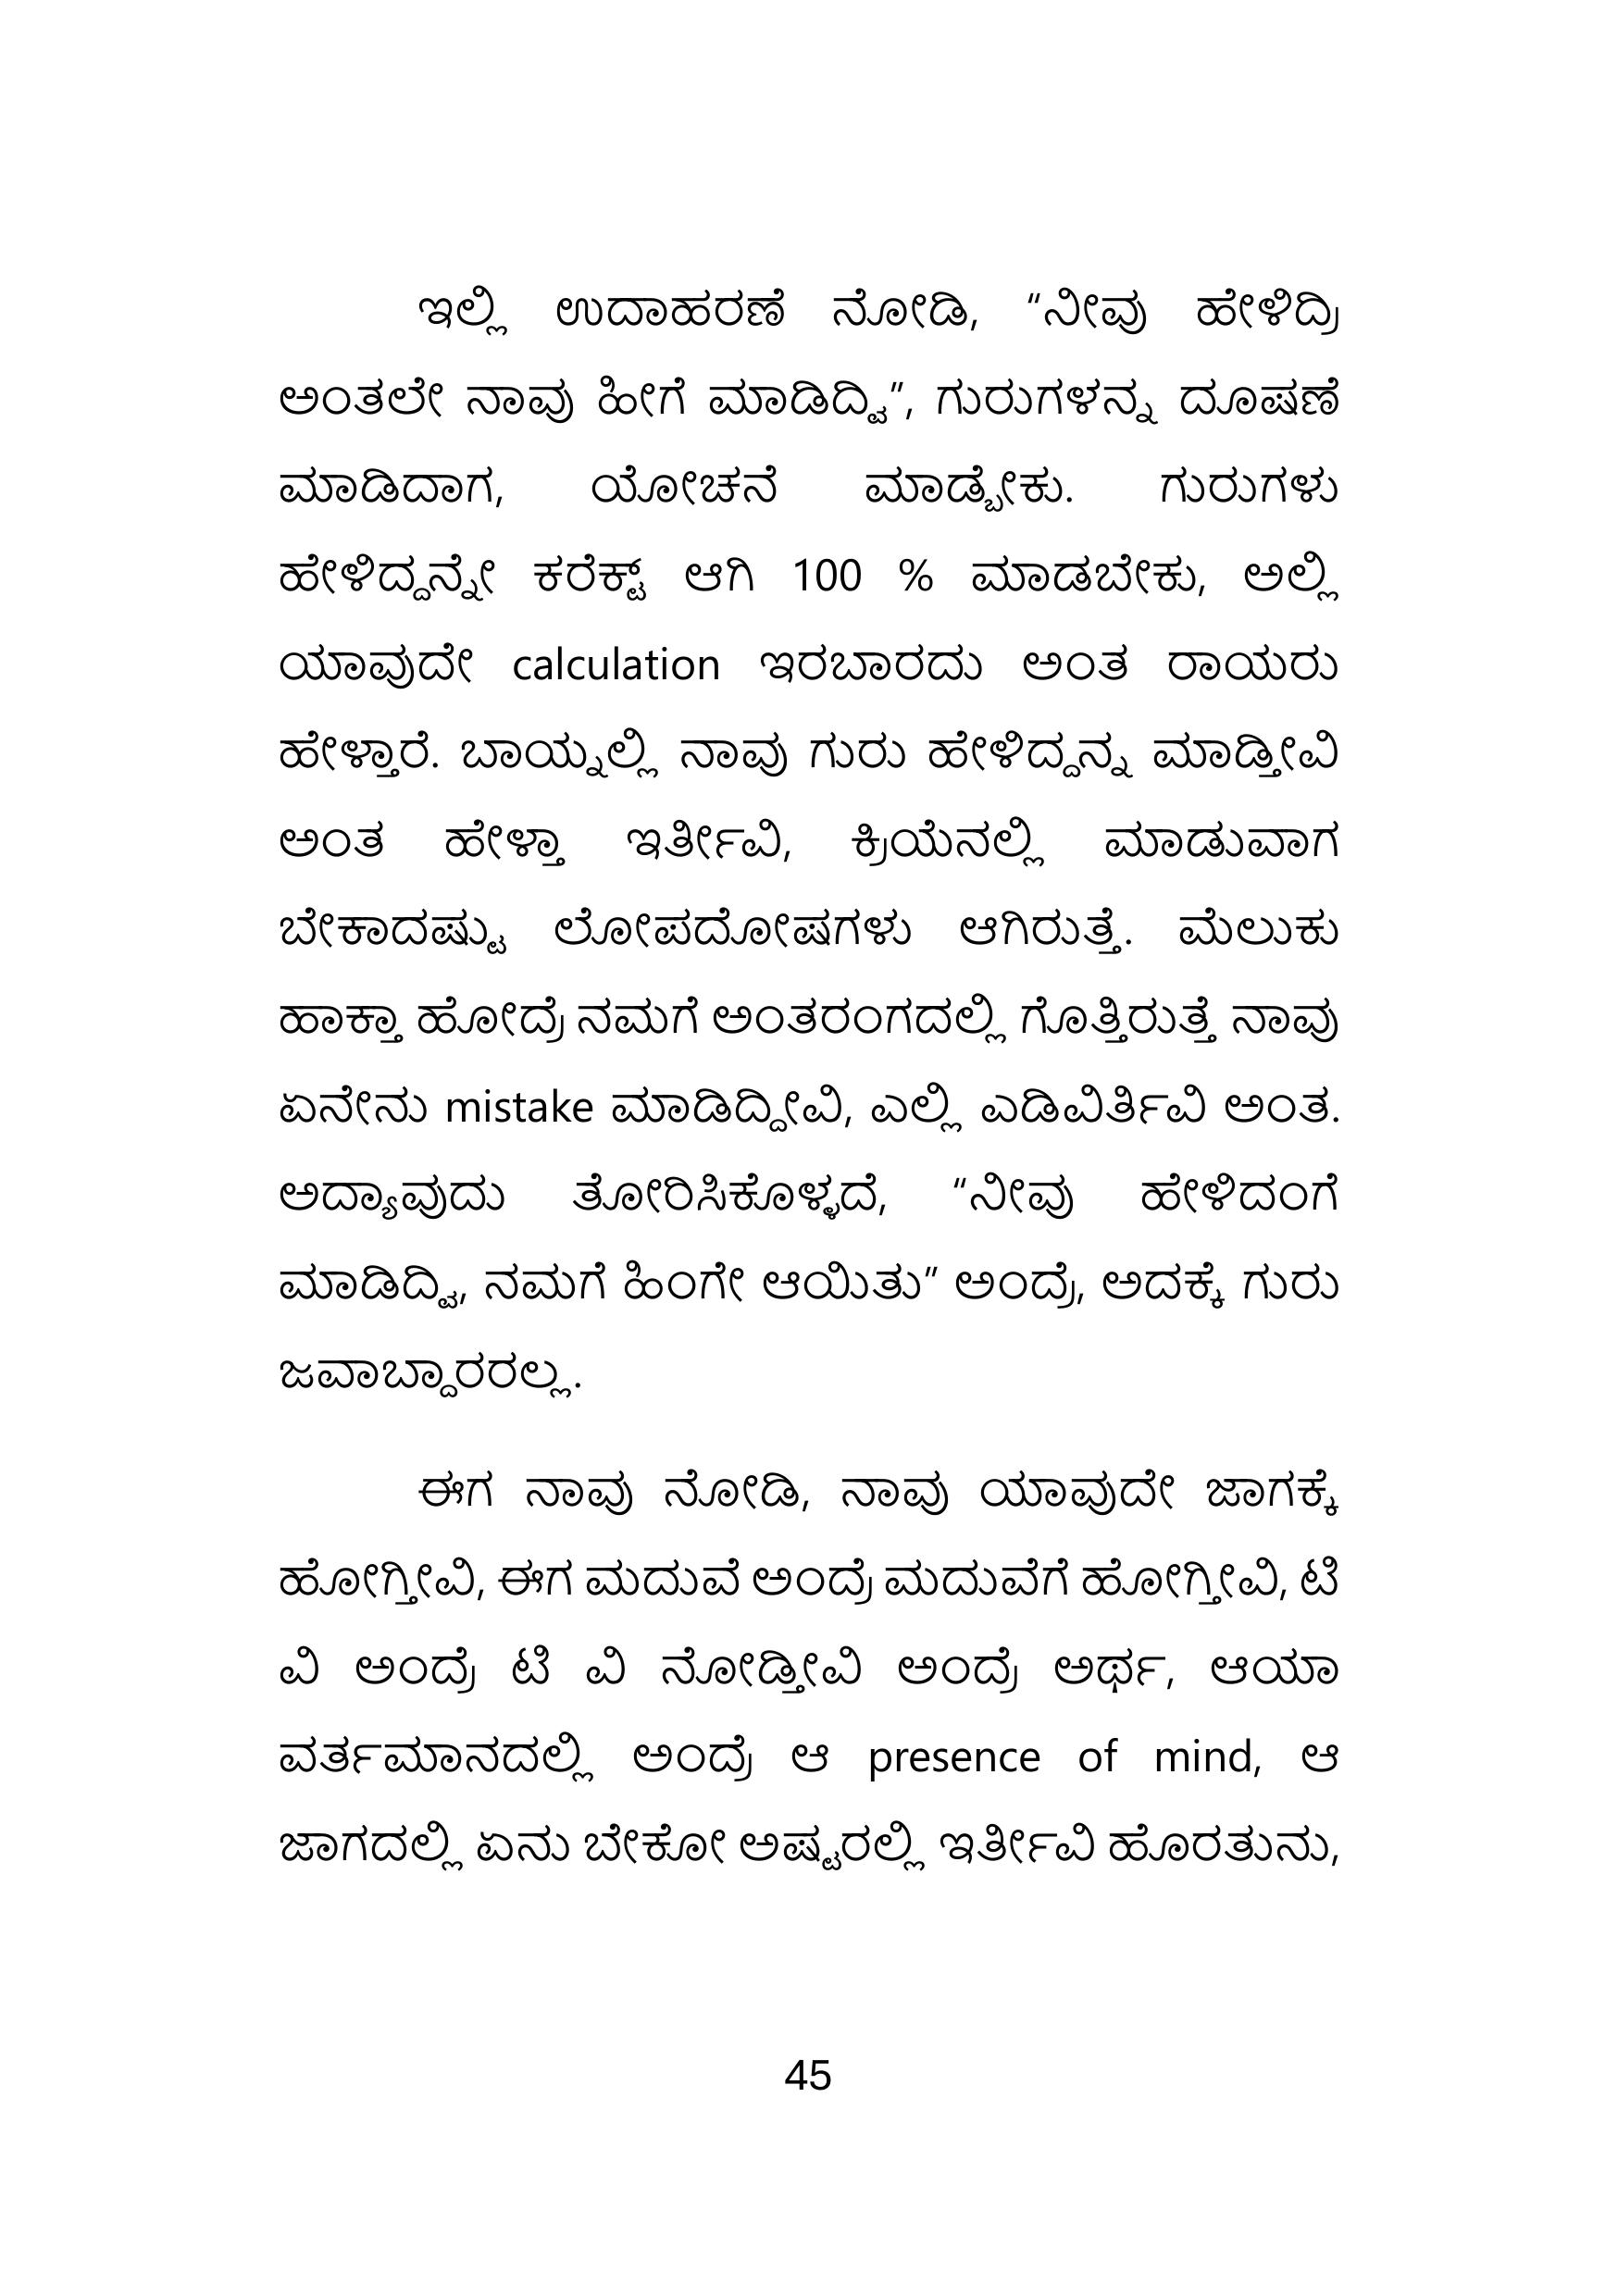 ಇಲ್ಲಿ ಉದಾಹರಣೆ ನೋಡಿ, “ನೀವು ಹೇಳಿದ್ರಿ
ಅಂತಲೇ ನಾವು ಹೀಗೆ ಮಾಡಿದ್ವಿ”, ಗುರುಗಳನ್ನ ದೂಷಣೆ
ಮಾಡಿದಾಗ, ಯೋಚನೆ ಮಾಡ್ಬೇಕು. ಗುರುಗಳು
ಹೇಳಿದ್ದನ್ನೇ ಕರೆಕ್ಟ್ ಆಗಿ 100 % ಮಾಡಬೇಕು, ಅಲ್ಲಿ
ಯಾವುದೇ calculation ಇರಬಾರದು ಅಂತ ರಾಯರು
ಹೇಳ್ತಾರೆ. ಬಾಯ್ನಲ್ಲಿ ನಾವು ಗುರು ಹೇಳಿದ್ದನ್ನ ಮಾಡ್ತೀವಿ
ಅಂತ ಹೇಳ್ತಾ ಇರ್ತೀವಿ, ಕ್ರಿಯೆನಲ್ಲಿ ಮಾಡುವಾಗ
ಬೇಕಾದಷ್ಟು ಲೋಪದೋಷಗಳು ಆಗಿರುತ್ತೆ. ಮೆಲುಕು
ಹಾಕ್ತಾ ಹೋದ್ರೆ ನಮಗೆ ಅಂತರಂಗದಲ್ಲಿ ಗೊತ್ತಿರುತ್ತೆ ನಾವು
ಏನೇನು mistake ಮಾಡಿದ್ದೀವಿ, ಎಲ್ಲಿ ಎಡಿವಿರ್ತಿವಿ ಅಂತ.
ಅದ್ಯಾವುದು ತೋರಿಸಿಕೊಳ್ಳದೆ, “ನೀವು ಹೇಳಿದಂಗೆ
ಮಾಡಿದ್ವಿ, ನಮಗೆ ಹಿಂಗೇ ಆಯಿತು” ಅಂದ್ರೆ, ಅದಕ್ಕೆ ಗುರು
ಜವಾಬ್ದಾರರಲ್ಲ.
ಈಗ ನಾವು ನೋಡಿ, ನಾವು ಯಾವುದೇ ಜಾಗಕ್ಕೆ
ಹೋಗ್ತೀವಿ, ಈಗ ಮದುವೆ ಅಂದ್ರೆ ಮದುವೆಗೆ ಹೋಗ್ತೀವಿ, ಟಿ
ವಿ ಅಂದ್ರೆ ಟಿ ವಿ ನೋಡ್ತೀವಿ ಅಂದ್ರೆ ಅರ್ಥ, ಆಯಾ
ವರ್ತಮಾನದಲ್ಲಿ ಅಂದ್ರೆ ಆ presence of mind, ಆ
ಜಾಗದಲ್ಲಿ ಏನು ಬೇಕೋ ಅಷ್ಟರಲ್ಲಿ ಇರ್ತೀವಿ ಹೊರತುನು,
45